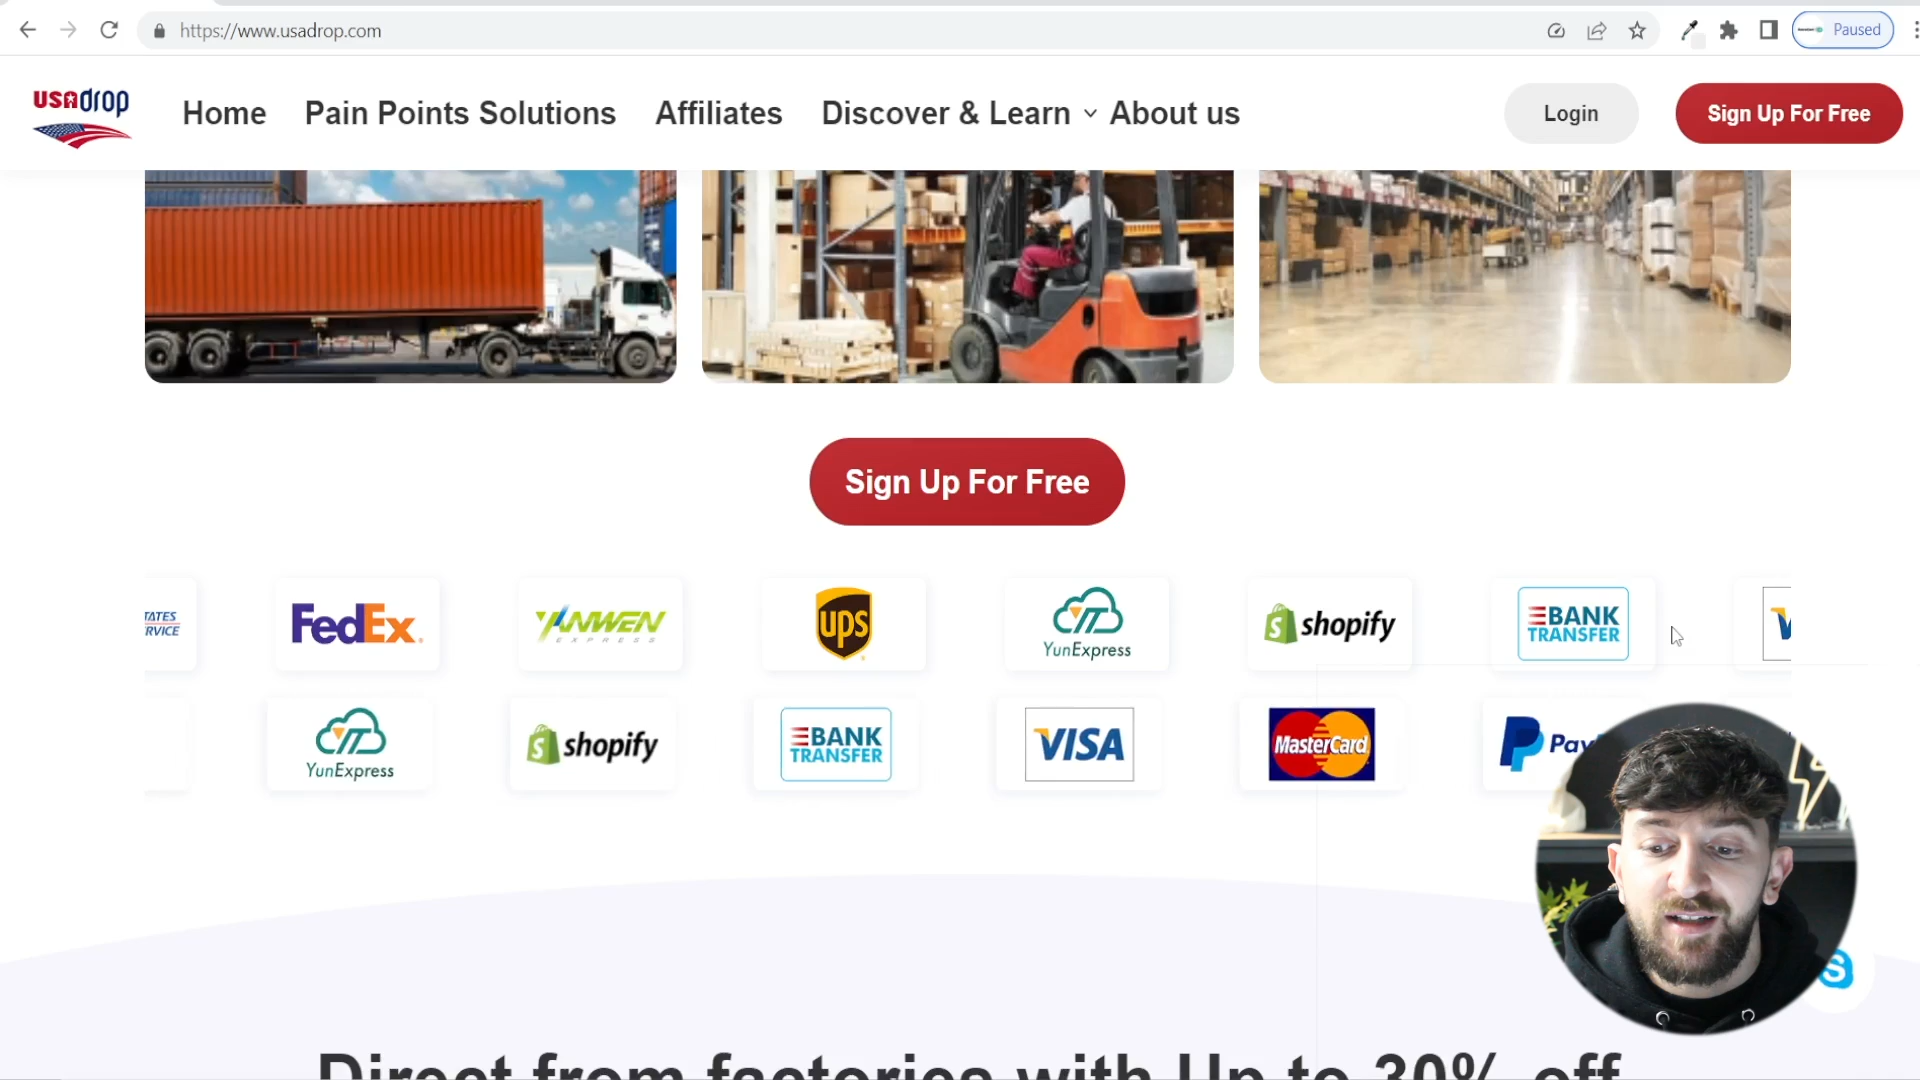 https://www.usadrop.com
Paused
usadrop
Home
Pain Points Solutions
Affiliates
Discover & Learn
About us
Login
Sign Up For Free
Sign Up For Free
TATES
RVICE
FedEx
YANWEN
EXPRESS
ups
YunExpress
shopify
BANK
TRANSFER
V
YunExpress
shopify
BANK
TRANSFER
VISA
MasterCard
Pay
Direct from factories with Up to 30% off